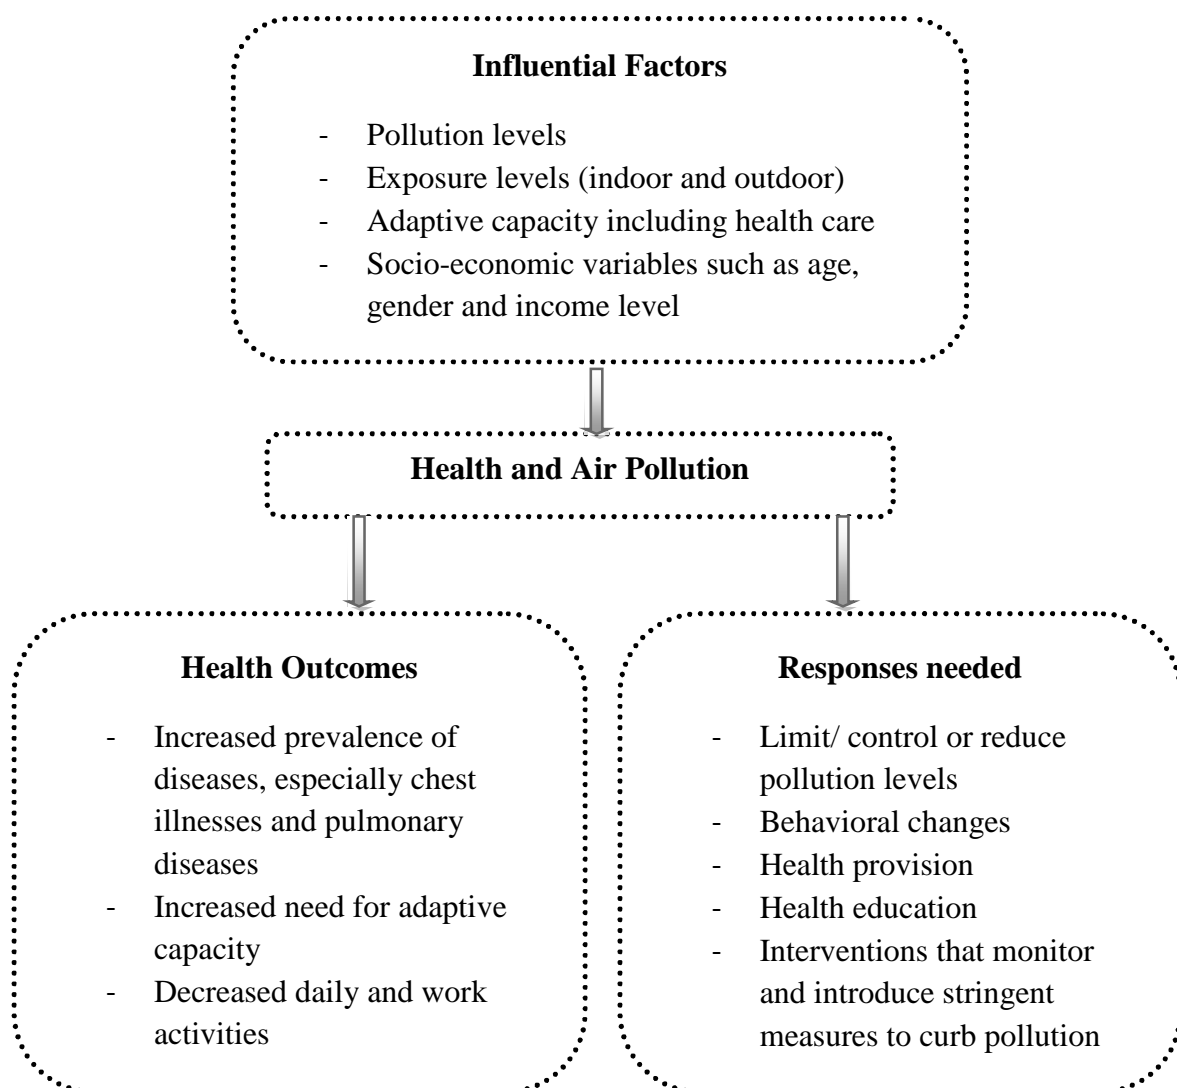 Influential Factors
- Pollution levels
- Exposure levels (indoor and outdoor)
- Adaptive capacity including health care
- Socio-economic variables such as age,
gender and income level
Health and Air Pollution
Health Outcomes
- Increased prevalence of
diseases, especially chest
illnesses and pulmonary
diseases
- Increased need for adaptive
capacity
- Decreased daily and work
activities
Responses needed
- Limit/ control or reduce
pollution levels
- Behavioral changes
- Health provision
- Health education
- Interventions that monitor
and introduce stringent
measures to curb pollution